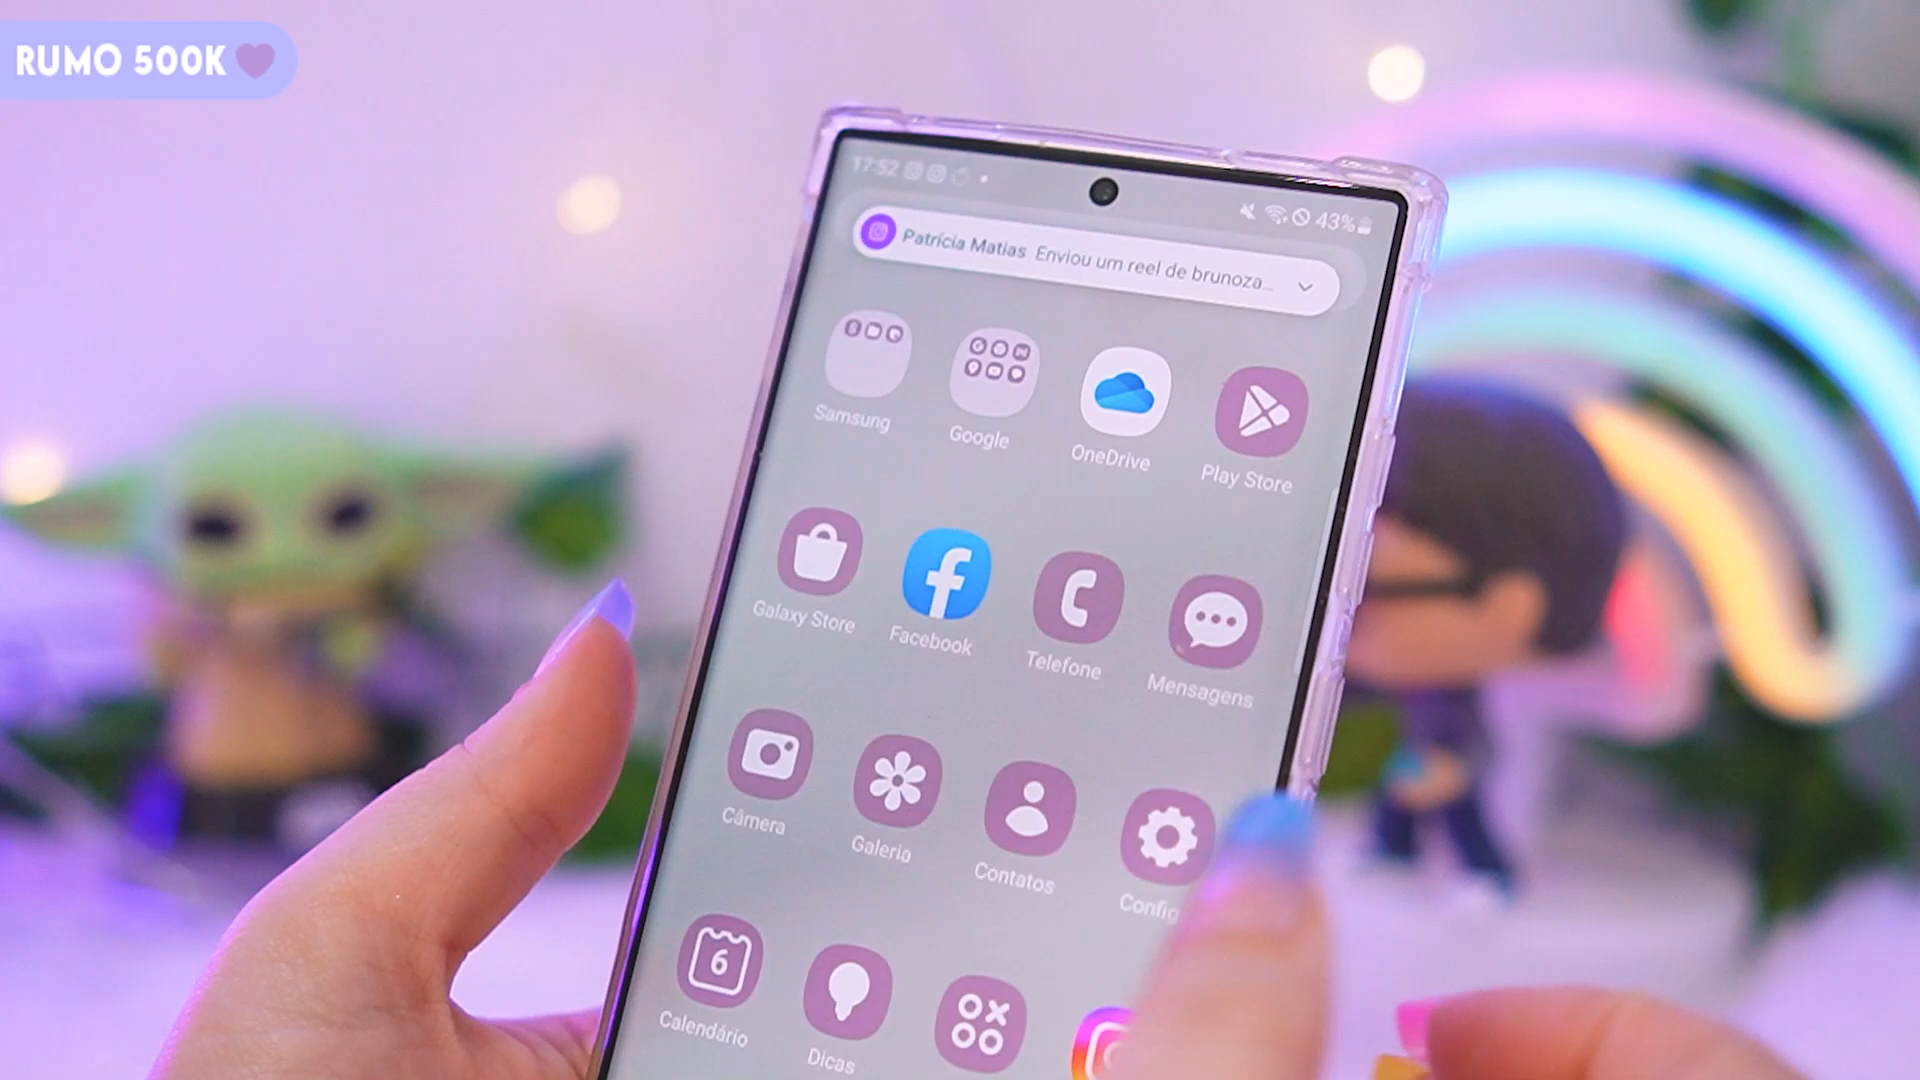 RUMO 500K
17:52
43%
Patrícia Matias Enviou um reel de brunoza...
Samsung
Google
OneDrive
Play Store
Galaxy Store
Facebook
Telefone
Mensagens
Câmera
Galeria
Contatos
Config
6
Calendário
Dicas